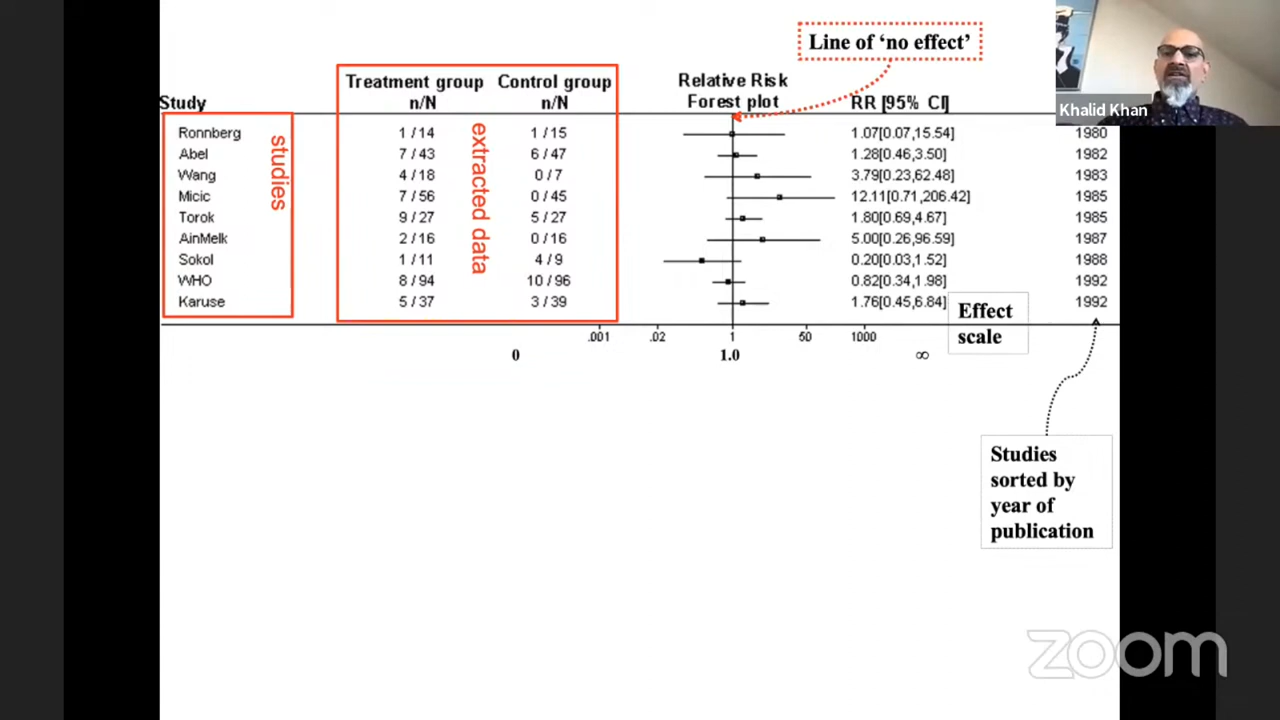 Line of ‘no effect’
Khalid Khan
Treatment group Control group Relative Risk
Study n/N n/N Forest plot RR [95% CI]
Ronnberg 1 / 14 1 / 15 1.07[0.07,15.54] 1980
Abel 7 / 43 6 / 47 1.28[0.46,3.50] 1982
Wang 4 / 18 0 / 7 3.79[0.23,62.48] 1983
Micic 7 / 56 0 / 45 12.11[0.71,206.42] 1985
Torok 9 / 27 5 / 27 1.80[0.69,4.67] 1985
AinMelk 2 / 16 0 / 16 5.00[0.26,96.59] 1987
Sokol 1 / 11 4 / 9 0.20[0.03,1.52] 1988
WHO 8 / 94 10 / 96 0.82[0.34,1.98] 1992
Karuse 5 / 37 3 / 39 1.76[0.45,6.84] 1992
studies
extracted data
.001 .02 1 50 1000
0 1.0 ∞
Effect
scale
Studies
sorted by
year of
publication
zoom